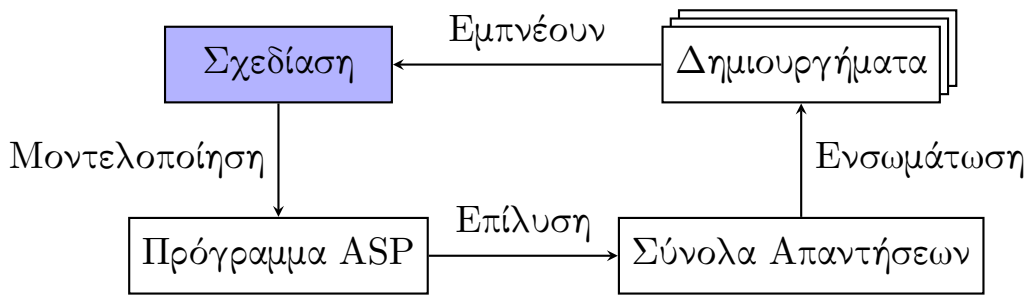 Σχεδίαση
Εμπνέουν
Δημιουργήματα
Μοντελοποίηση
Ενσωμάτωση
Πρόγραμμα ASP
Επίλυση
Σύνολα Απαντήσεων